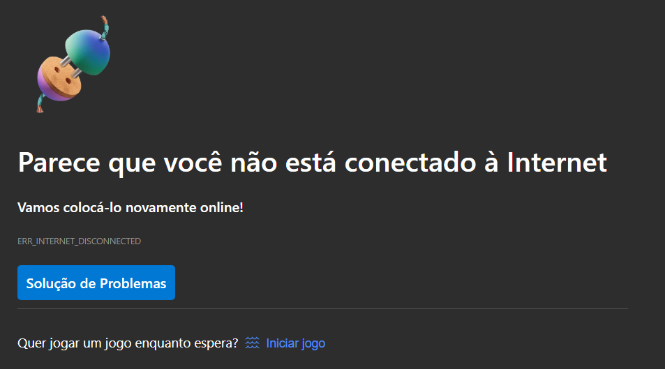 Parece que você não está conectado à Internet
Vamos colocá-lo novamente online!
ERR_INTERNET_DISCONNECTED
Solução de Problemas
Quer jogar um jogo enquanto espera? Iniciar jogo